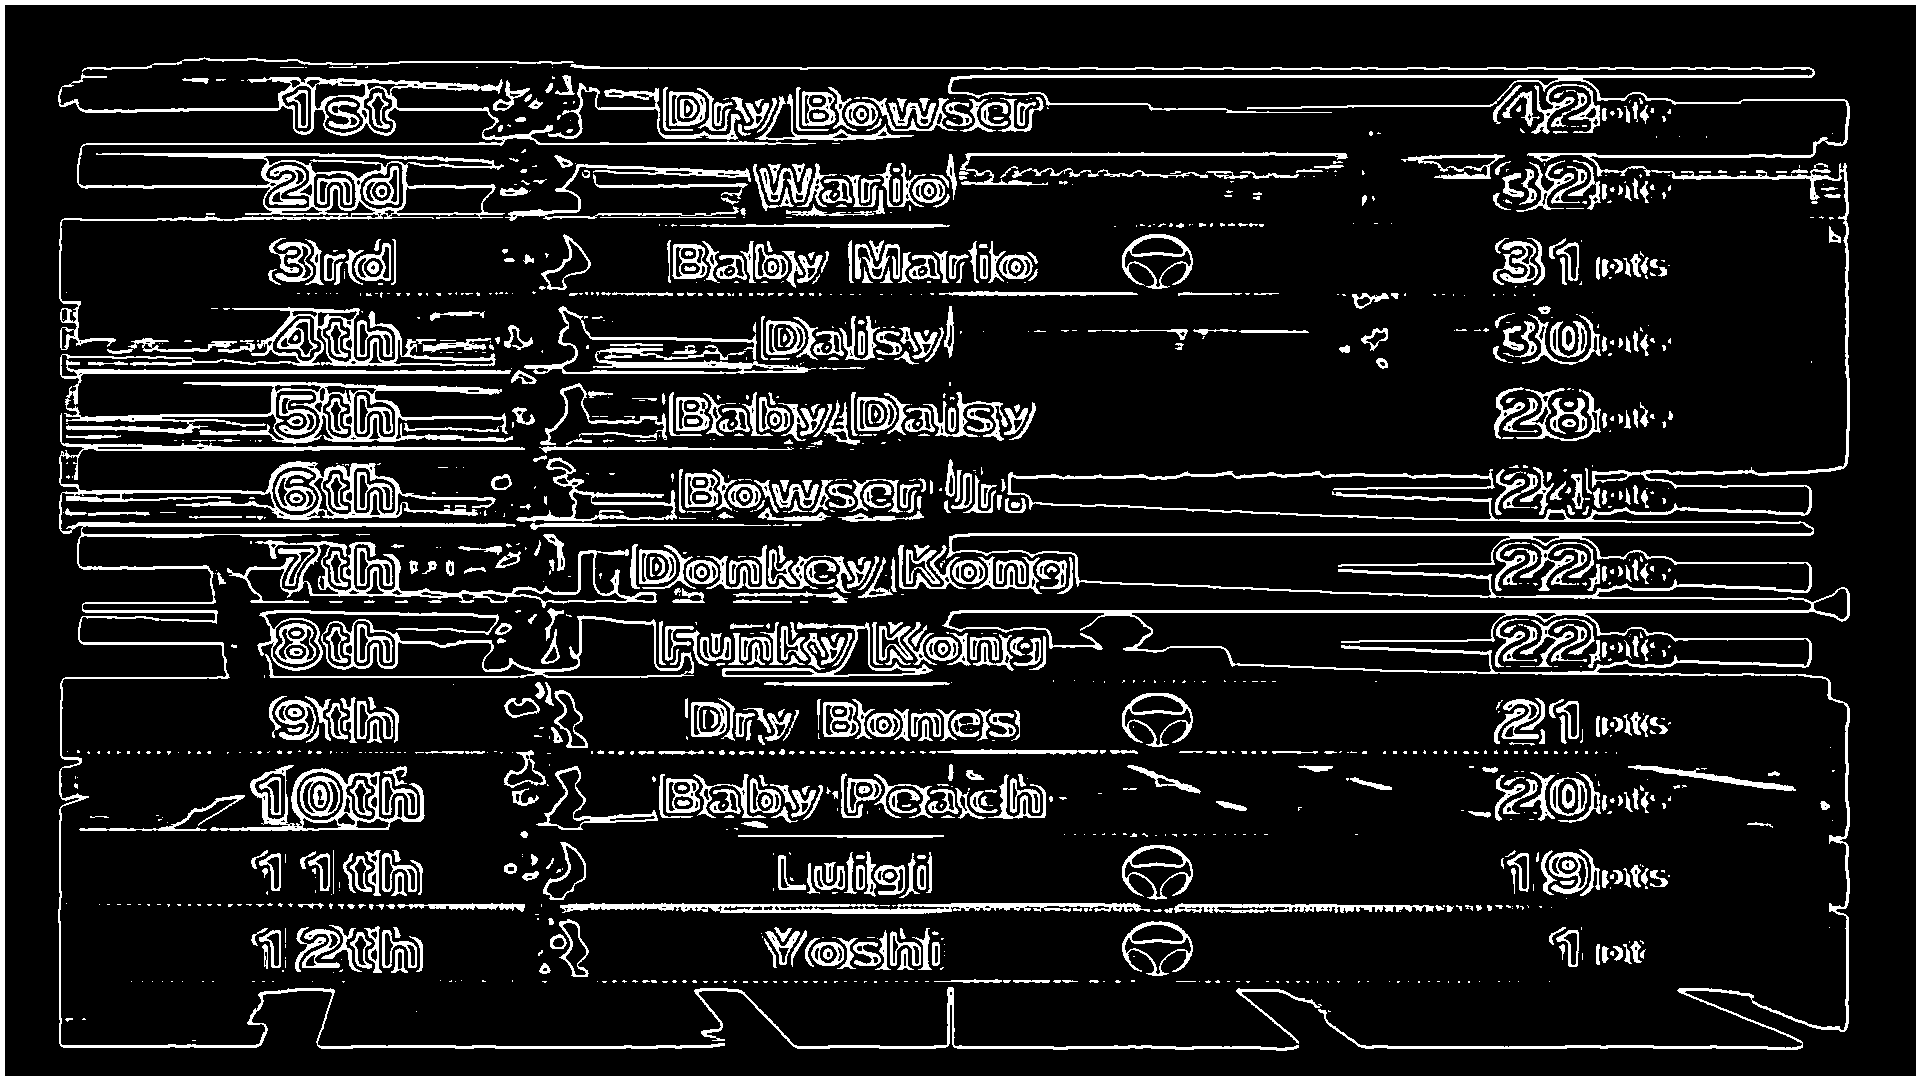 1st Dry Bowser 42 pts
2nd Wario 32 pts
3rd Baby Mario 31 pts
4th Daisy 30 pts
5th Baby Daisy 28 pts
6th Bowser Jr. 24 pts
7th Donkey Kong 22 pts
8th Funky Kong 22 pts
9th Dry Bones 21 pts
10th Baby Peach 20 pts
11th Luigi 19 pts
12th Yoshi 1 pt